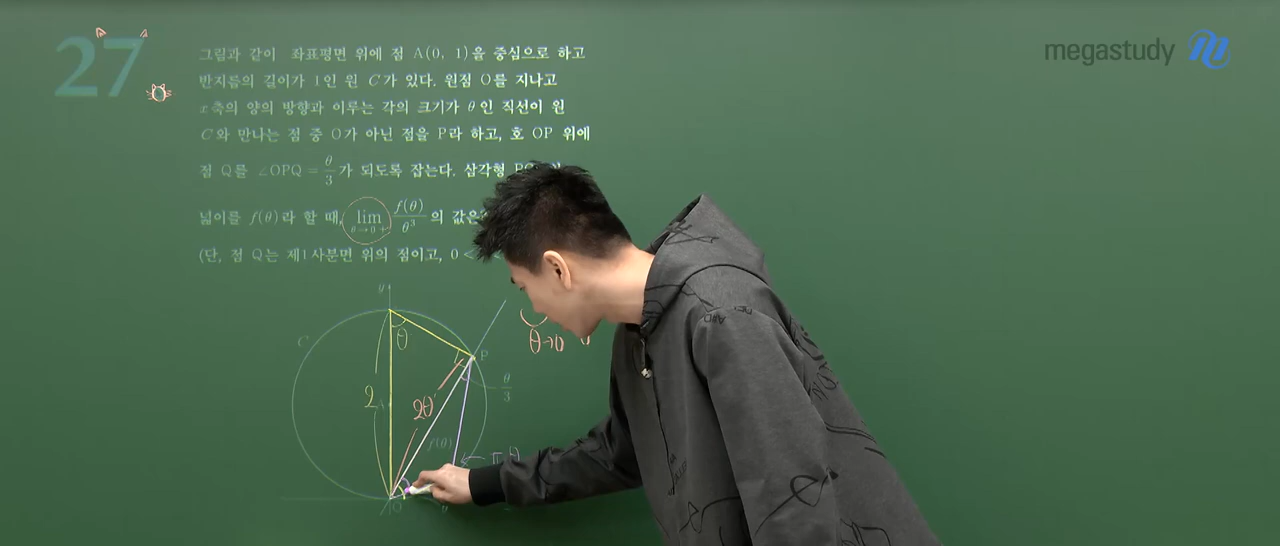 27
megastudy
그림과 같이 좌표평면 위에 점 A(0, 1)을 중심으로 하고
반지름의 길이가 1인 원 C가 있다. 원점 O를 지나고
x축의 양의 방향과 이루는 각의 크기가 θ인 직선이 원
C와 만나는 점 중 O가 아닌 점을 P라 하고, 호 OP 위에
점 Q를 ∠OPQ = θ/3가 되도록 잡는다. 삼각형
넓이를 f(θ)라 할 때, lim θ→0+ f(θ)/θ³의 값은
(단, 점 Q는 제1사분면 위의 점이고, 0 <
y
C
θ
P
θ→0
θ/3
2
2θ
f(θ)
O